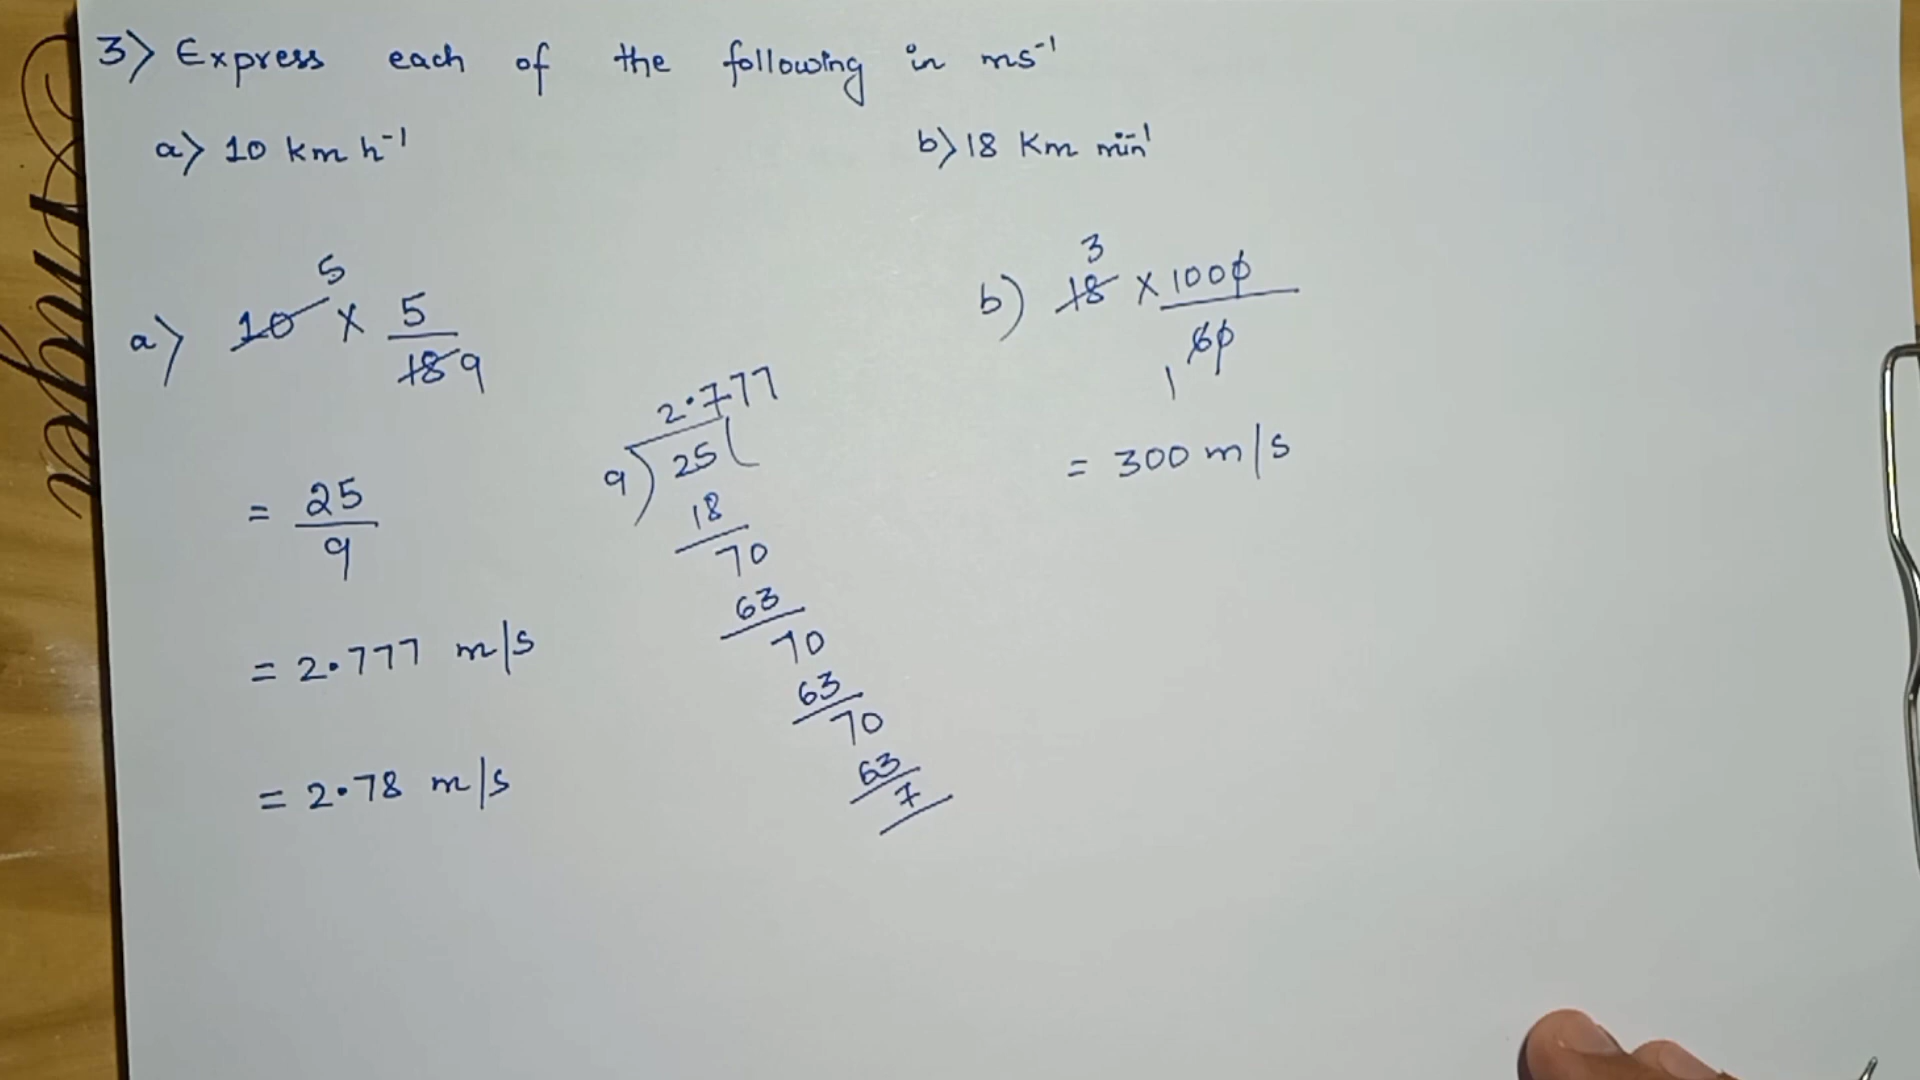 3) Express each of the following in ms⁻¹
a) 10 km h⁻¹
b) 18 Km min⁻¹
a) 10 5 × 5/18 9
= 25/9
= 2.777 m/s
= 2.78 m/s
2.777
9) 25 (
18
70
63
70
63
70
63
7
b) 18 3 × 1000/60 1
= 300 m/s